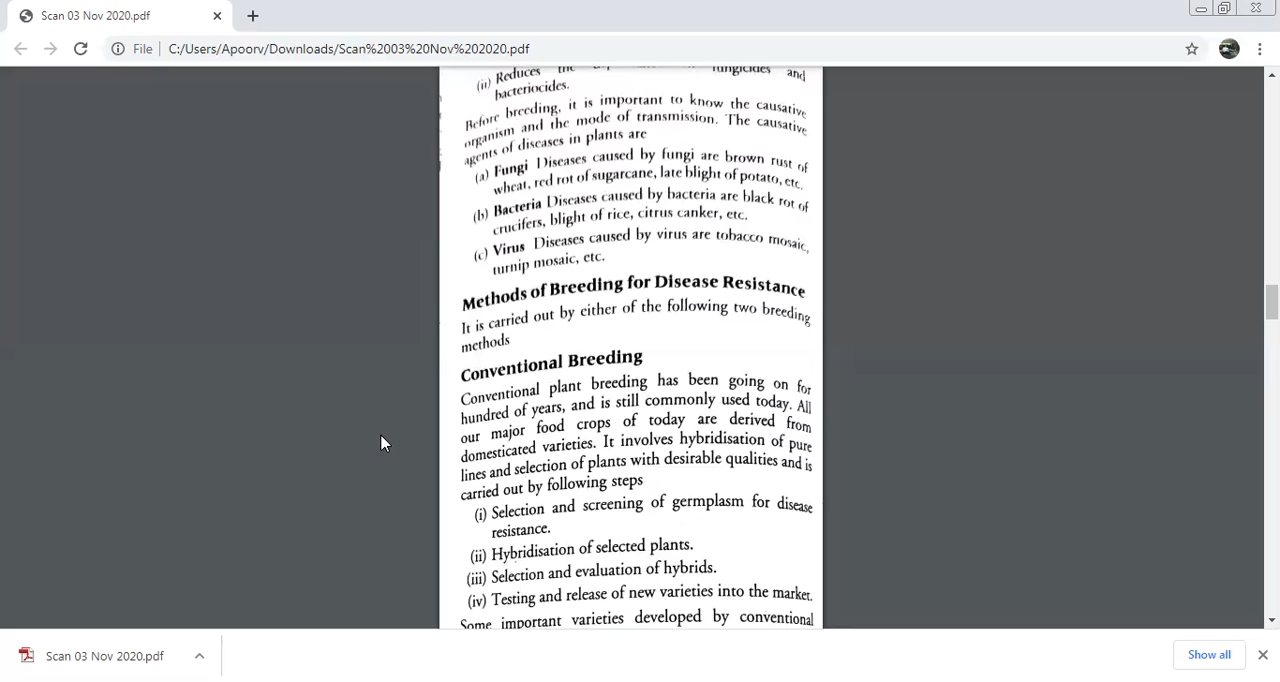 Scan 03 Nov 2020.pdf
File
C:/Users/Apoorv/Downloads/Scan%2003%20Nov%202020.pdf
(ii) Reduces the fungicides and
bacteriocides.
Before breeding, it is important to know the causative
organism and the mode of transmission. The causative
agents of diseases in plants are
(a) Fungi Diseases caused by fungi are brown rust of
wheat, red rot of sugarcane, late blight of potato, etc.
(b) Bacteria Diseases caused by bacteria are black rot of
crucifers, blight of rice, citrus canker, etc.
(c) Virus Diseases caused by virus are tobacco mosaic,
turnip mosaic, etc.
Methods of Breeding for Disease Resistance
It is carried out by either of the following two breeding
methods
Conventional Breeding
Conventional plant breeding has been going on for
hundred of years, and is still commonly used today. All
our major food crops of today are derived from
domesticated varieties. It involves hybridisation of pure
lines and selection of plants with desirable qualities and is
carried out by following steps
(i) Selection and screening of germplasm for disease
resistance.
(ii) Hybridisation of selected plants.
(iii) Selection and evaluation of hybrids.
(iv) Testing and release of new varieties into the market.
Some important varieties developed by conventional
Scan 03 Nov 2020.pdf
Show all